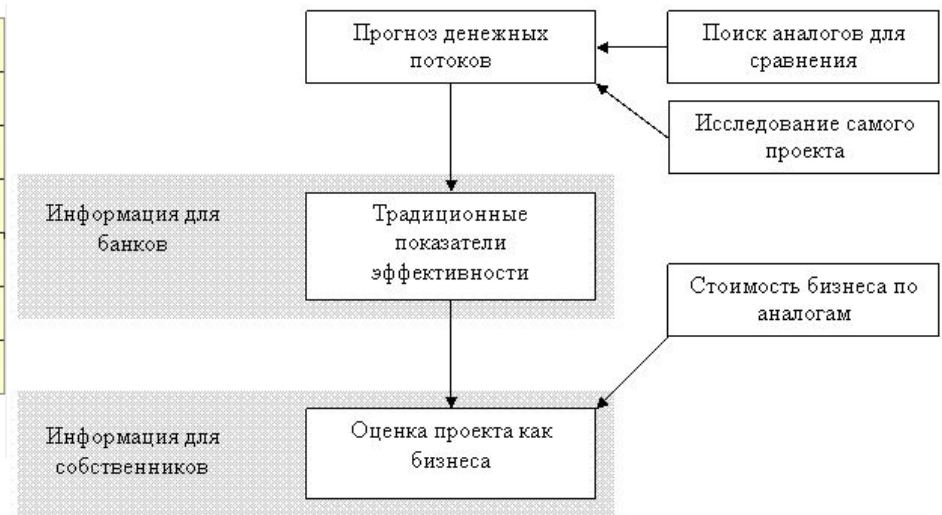 Прогноз денежных
потоков
Поиск аналогов для
сравнения
Исследование самого
проекта
Информация для
банков
Традиционные
показатели
эффективности
Стоимость бизнеса по
аналогам
Информация для
собственников
Оценка проекта как
бизнеса